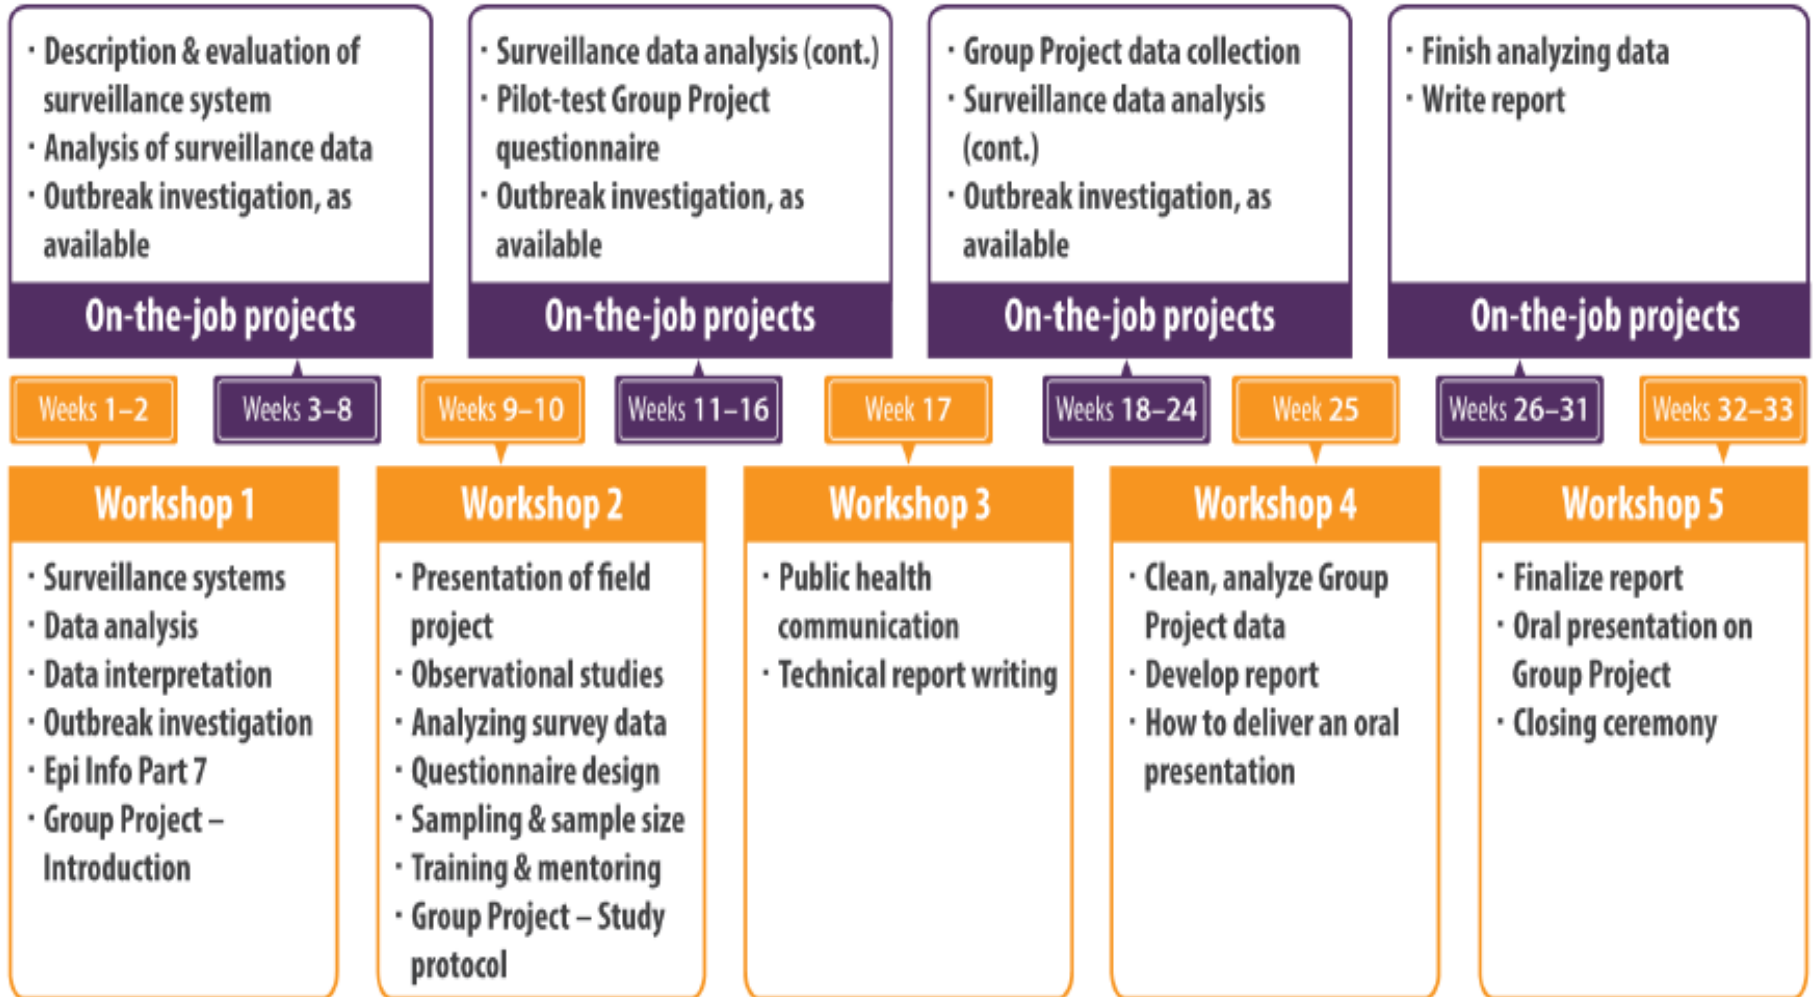 · Description & evaluation of
surveillance system
· Analysis of surveillance data
· Outbreak investigation, as
available
On-the-job projects
· Surveillance data analysis (cont.)
· Pilot-test Group Project
questionnaire
· Outbreak investigation, as
available
On-the-job projects
· Group Project data collection
· Surveillance data analysis
(cont.)
· Outbreak investigation, as
available
On-the-job projects
· Finish analyzing data
· Write report
On-the-job projects
Weeks 1–2
Weeks 3–8
Weeks 9–10
Weeks 11–16
Week 17
Weeks 18–24
Week 25
Weeks 26–31
Weeks 32–33
Workshop 1
· Surveillance systems
· Data analysis
· Data interpretation
· Outbreak investigation
· Epi Info Part 7
· Group Project –
Introduction
Workshop 2
· Presentation of field
project
· Observational studies
· Analyzing survey data
· Questionnaire design
· Sampling & sample size
· Training & mentoring
· Group Project – Study
protocol
Workshop 3
· Public health
communication
· Technical report writing
Workshop 4
· Clean, analyze Group
Project data
· Develop report
· How to deliver an oral
presentation
Workshop 5
· Finalize report
· Oral presentation on
Group Project
· Closing ceremony